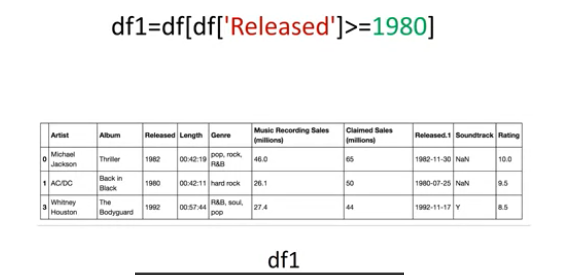 df1=df[df['Released']>=1980]
Artist Album Released Length Genre Music Recording Sales (millions) Claimed Sales (millions) Released.1 Soundtrack Rating
0 Michael Jackson Thriller 1982 00:42:19 pop, rock, R&B 46.0 65 1982-11-30 NaN 10.0
1 AC/DC Back in Black 1980 00:42:11 hard rock 26.1 50 1980-07-25 NaN 9.5
3 Whitney Houston The Bodyguard 1992 00:57:44 R&B, soul, pop 27.4 44 1992-11-17 Y 8.5
df1